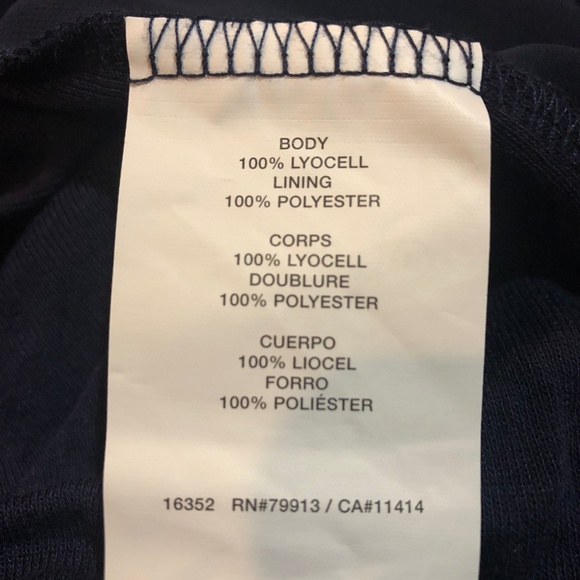 BODY
100% LYOCELL
LINING
100% POLYESTER
CORPS
100% LYOCELL
DOUBLURE
100% POLYESTER
CUERPO
100% LIOCEL
FORRO
100% POLIÉSTER
16352 RN#79913 / CA#11414